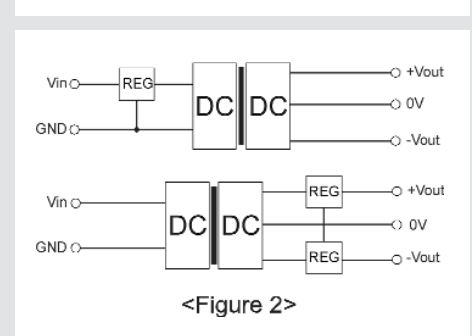 Vin
REG
DC
DC
+Vout
0V
GND
-Vout
Vin
DC
DC
REG
+Vout
0V
GND
REG
-Vout
<Figure 2>